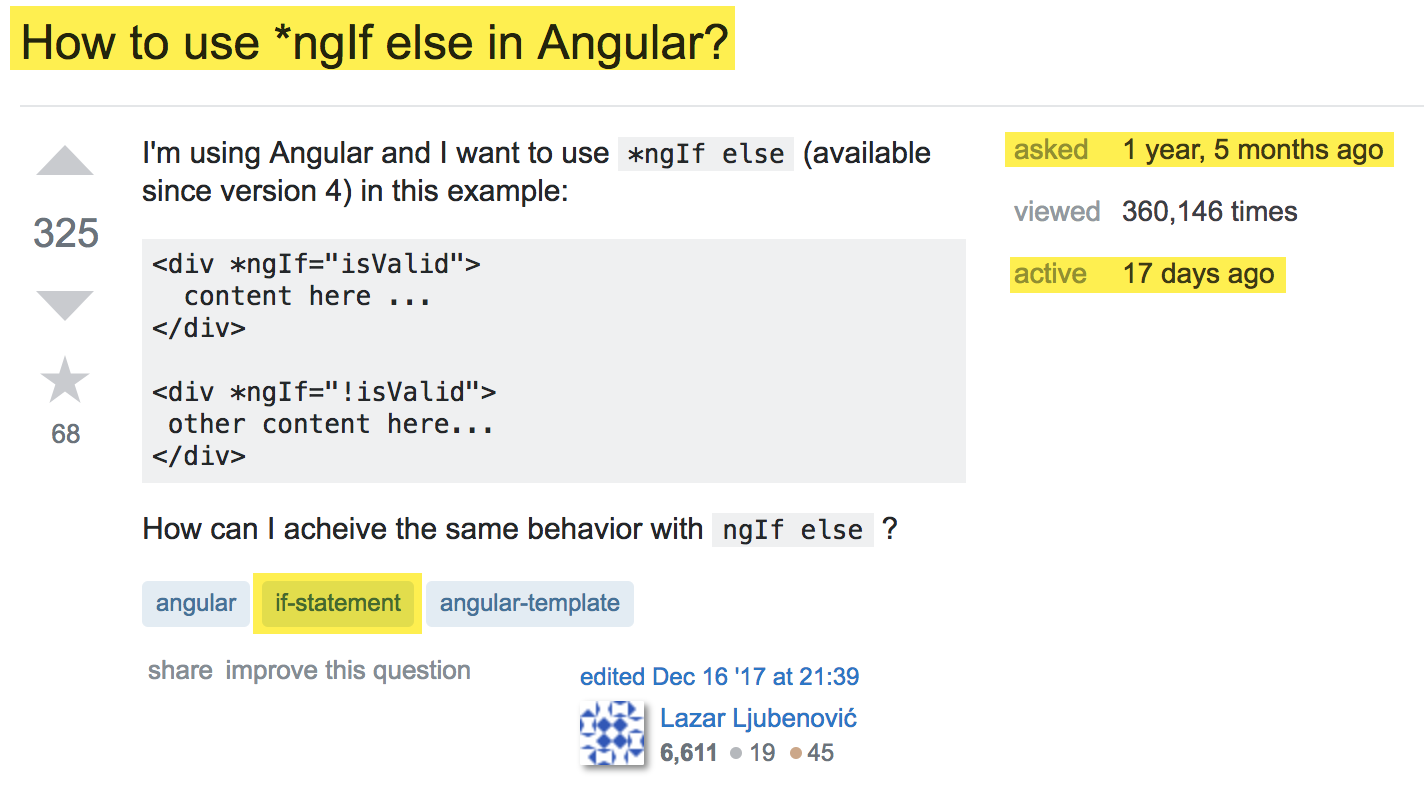 How to use *ngIf else in Angular?
I'm using Angular and I want to use *ngIf else (available
since version 4) in this example:
<div *ngIf="isValid">
  content here ...
</div>
<div *ngIf="!isValid">
 other content here...
</div>
How can I acheive the same behavior with ngIf else ?
325
68
asked 1 year, 5 months ago
viewed 360,146 times
active 17 days ago
angular if-statement angular-template
share improve this question
edited Dec 16 '17 at 21:39
Lazar Ljubenović
6,611 19 45